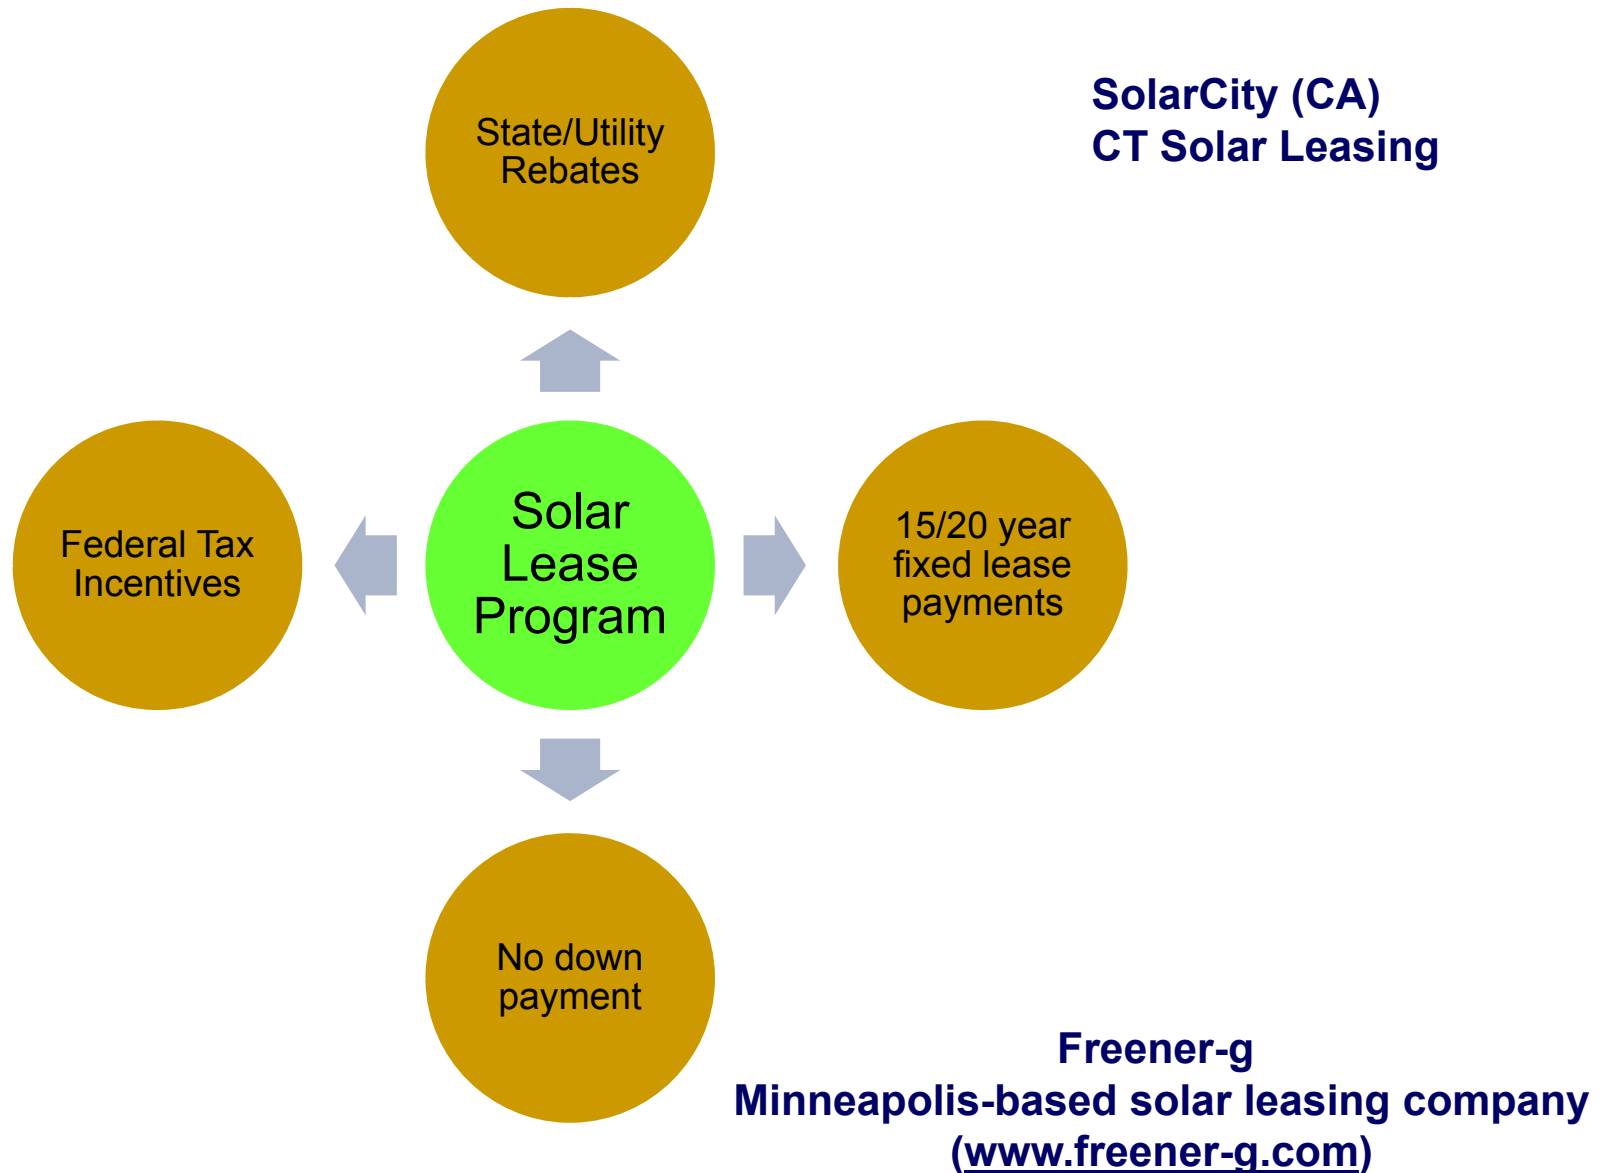 State/Utility
Rebates
SolarCity (CA)
CT Solar Leasing
Federal Tax
Incentives
Solar
Lease
Program
15/20 year
fixed lease
payments
No down
payment
Freener-g
Minneapolis-based solar leasing company
(www.freener-g.com)